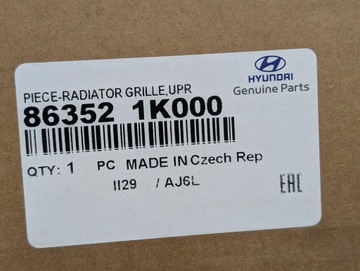 PIECE-RADIATOR GRILLE,UPR
HYUNDAI
Genuine Parts
86352 1K000
QTY: 1 PC MADE IN Czech Rep
II29 / AJ6L
EAC